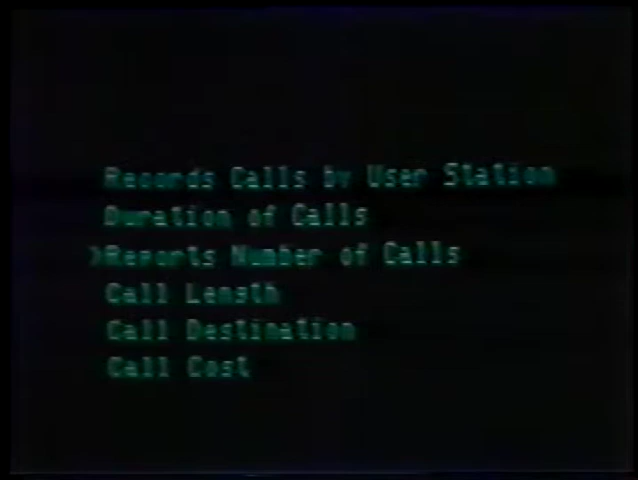 Records Calls by User Station
Duration of Calls
>Reports Number of Calls
Call Length
Call Destination
Call Cost